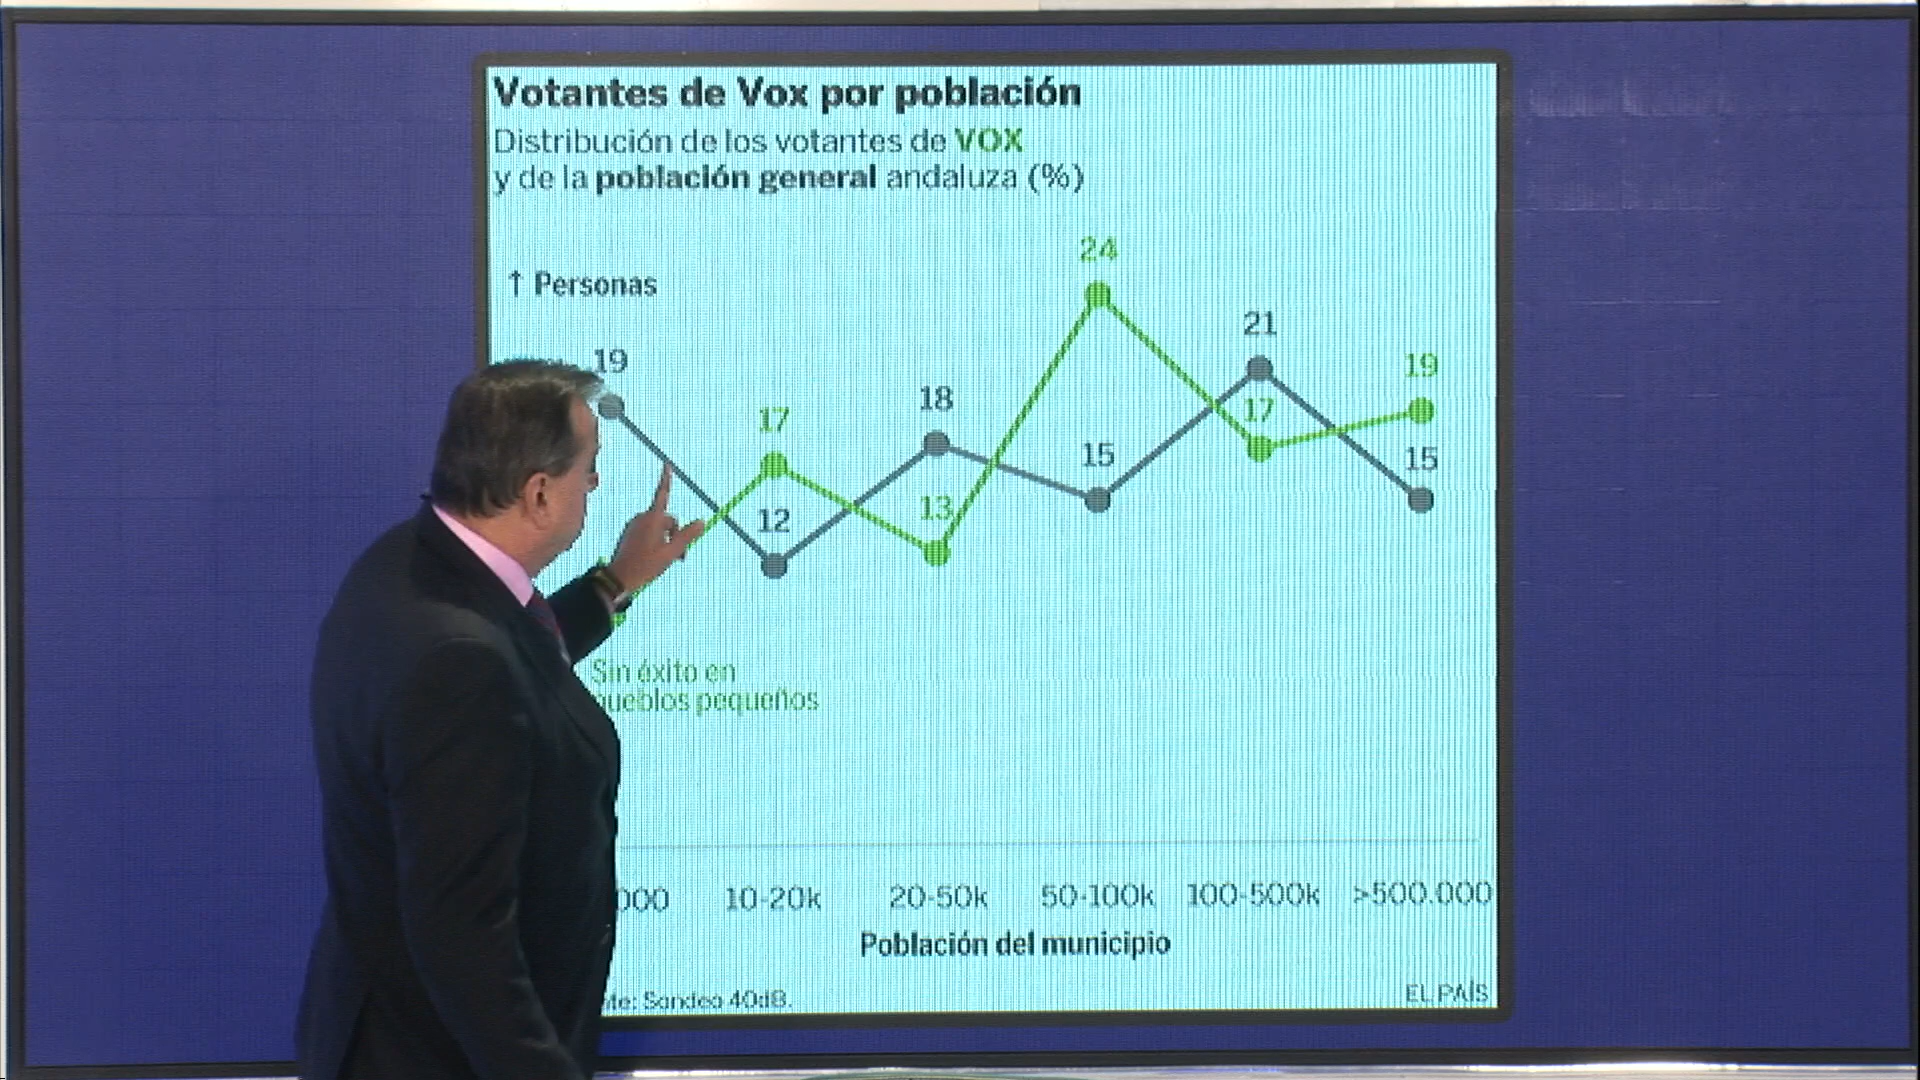 Votantes de Vox por población
Distribución de los votantes de VOX
y de la población general andaluza (%)
↑ Personas
24
21
19
19
18
17
17
15
15
13
12
Sin éxito en
pueblos pequeños
000
10-20k
20-50k
50-100k
100-500k
>500.000
Población del municipio
nte: Sondeo 40dB.
EL PAÍS